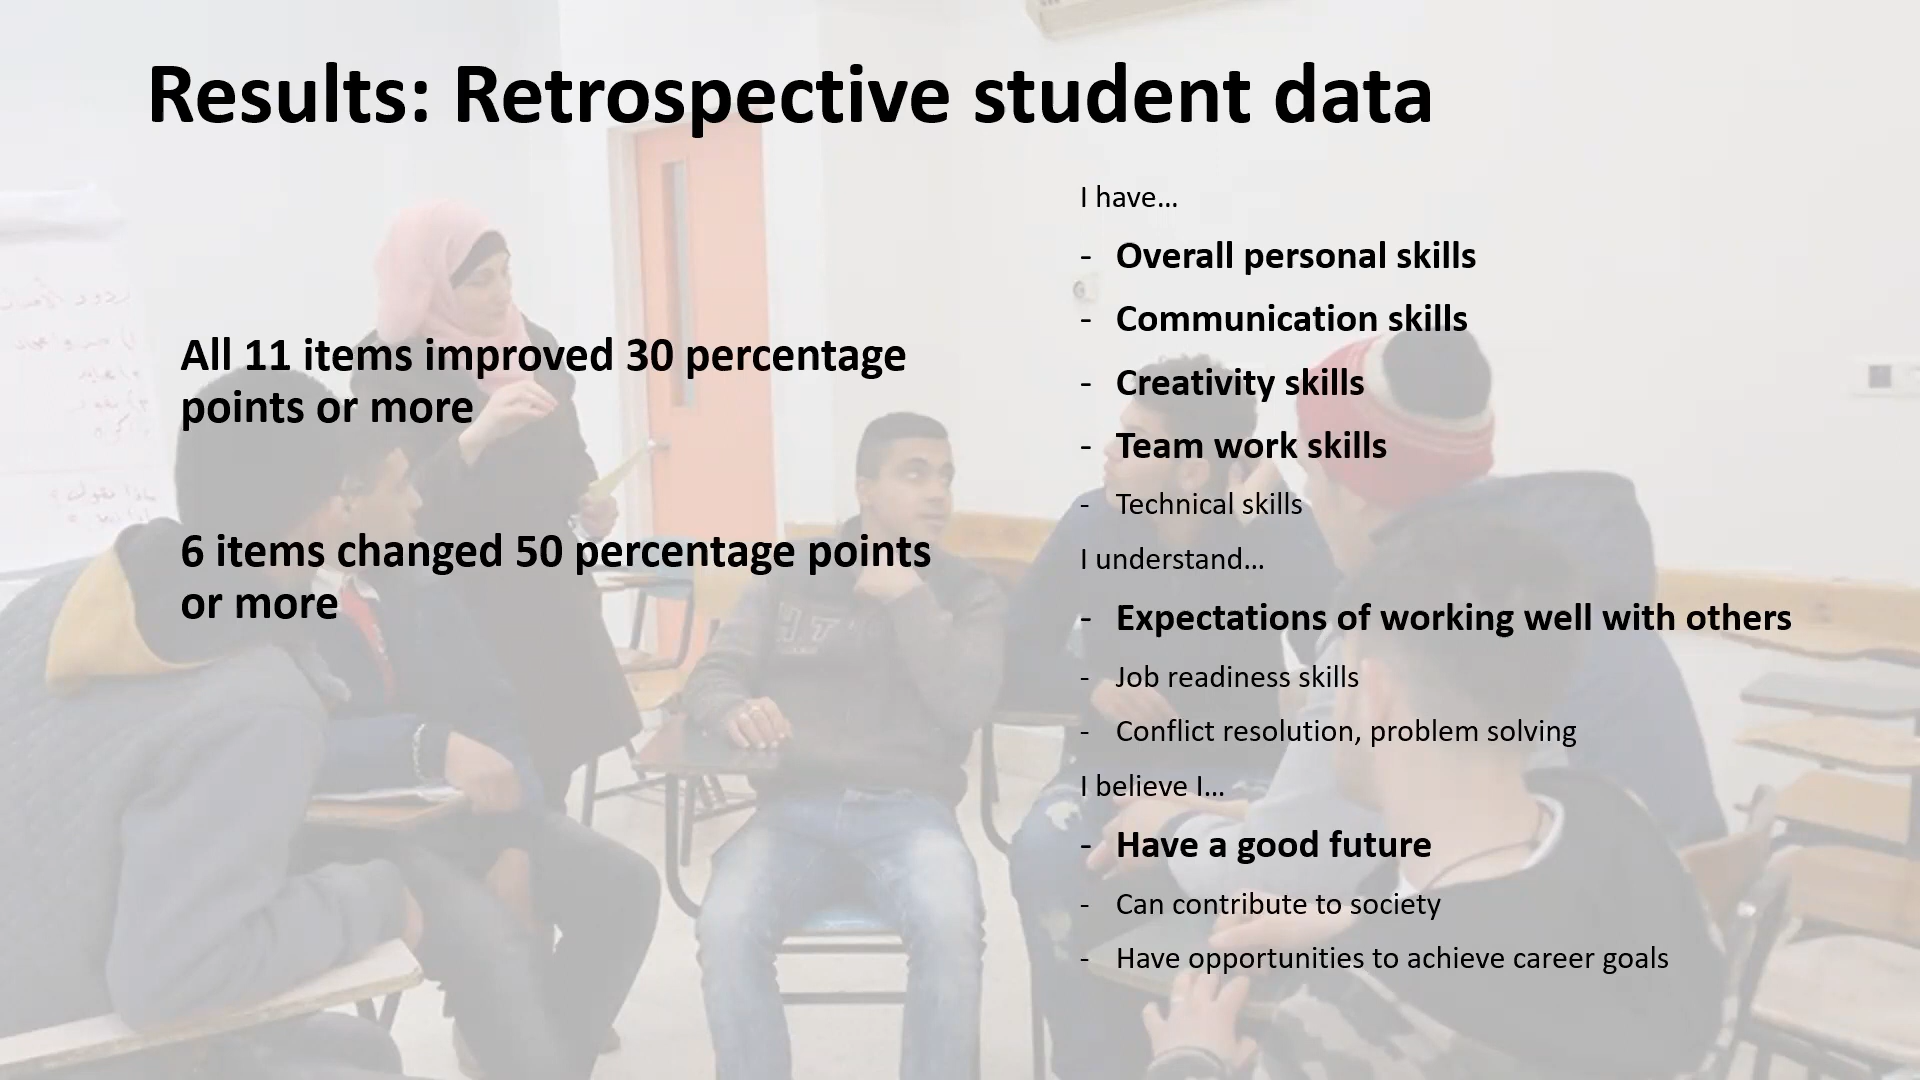 Results: Retrospective student data
All 11 items improved 30 percentage
points or more
6 items changed 50 percentage points
or more
I have…
- Overall personal skills
- Communication skills
- Creativity skills
- Team work skills
- Technical skills
I understand…
- Expectations of working well with others
- Job readiness skills
- Conflict resolution, problem solving
I believe I…
- Have a good future
- Can contribute to society
- Have opportunities to achieve career goals